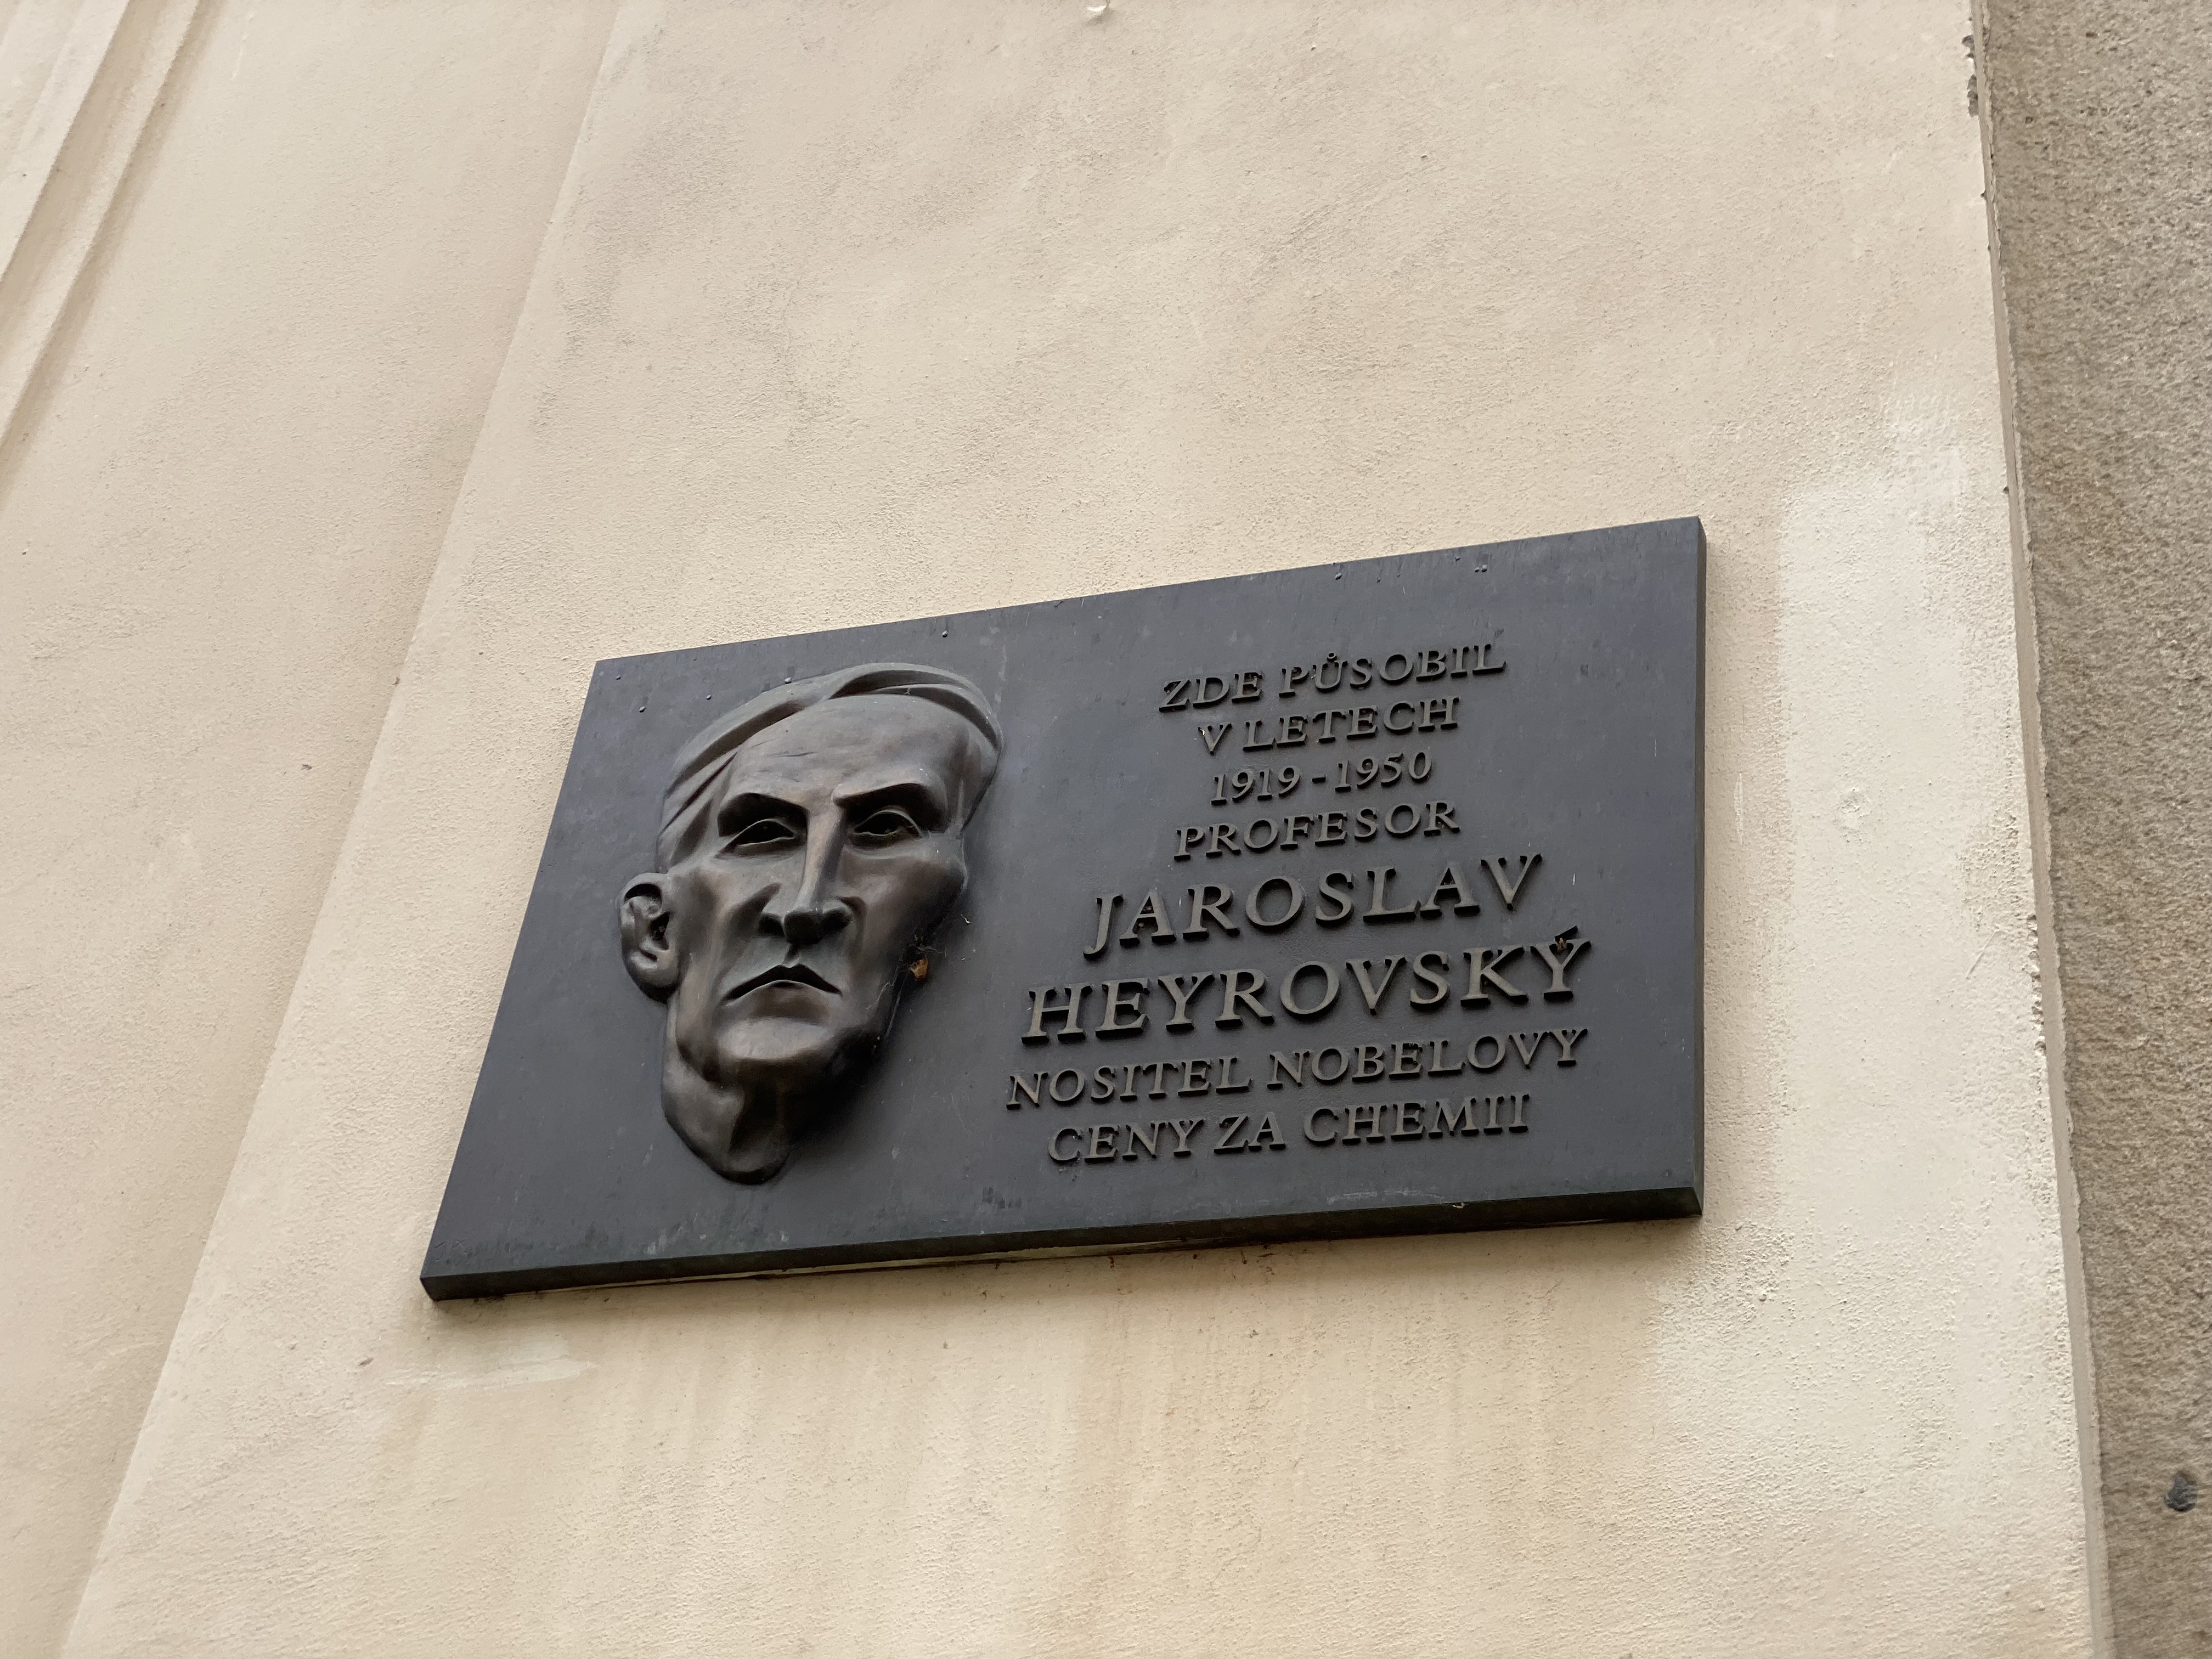 ZDE PŮSOBIL
V LETECH
1919-1950
PROFESOR
JAROSLAV
HEYROVSKÝ
NOSITEL NOBELOVY
CENY ZA CHEMII